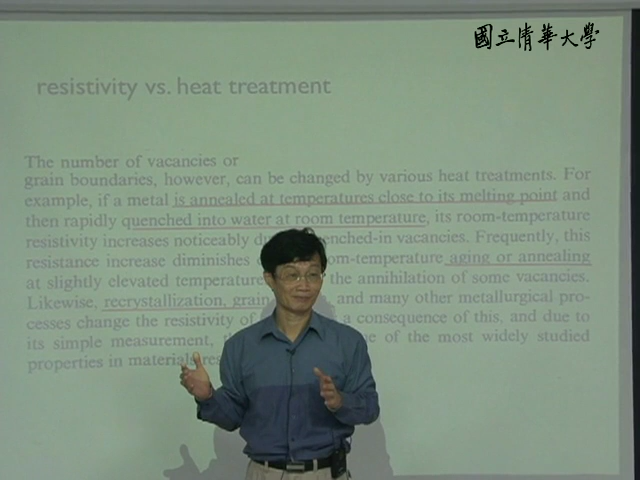 國立清華大學
resistivity vs. heat treatment
The number of vacancies or
grain boundaries, however, can be changed by various heat treatments. For
example, if a metal is annealed at temperatures close to its melting point and
then rapidly quenched into water at room temperature, its room-temperature
resistivity increases noticeably
vacancies. Frequently, this
resistance increase diminishes
-temperature aging or annealing
at slightly elevated
the annihilation of some vacancies.
Likewise, recrystallization, grain
and many other metallurgical pro-
cesses change the resistivity of
a consequence of this, and due to
its simple measurement,
of the most widely studied
properties in materials